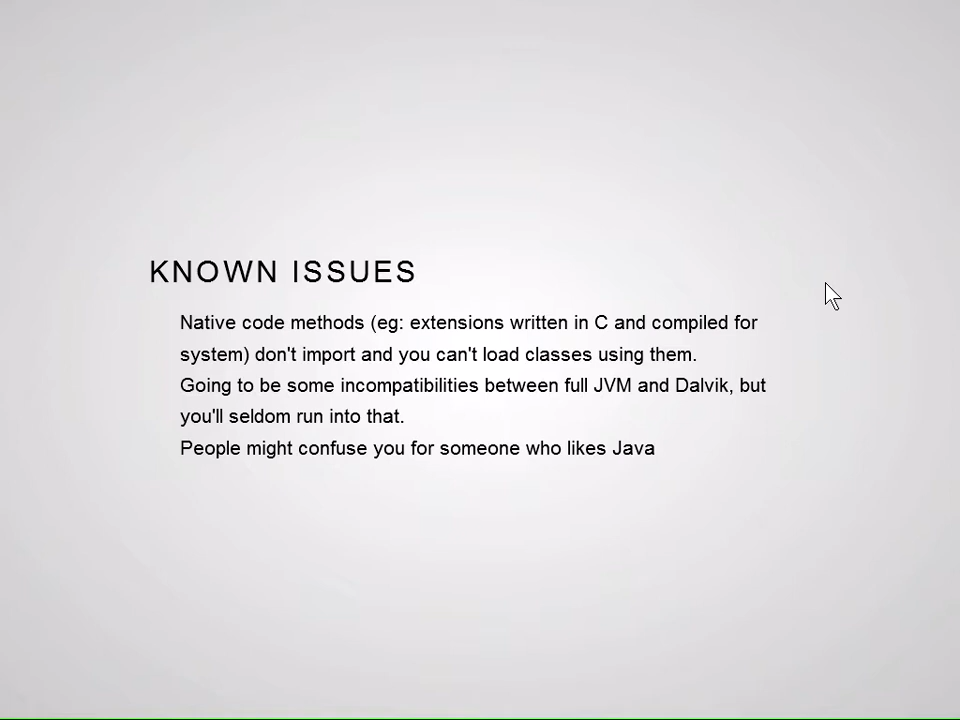 KNOWN ISSUES
Native code methods (eg: extensions written in C and compiled for
system) don't import and you can't load classes using them.
Going to be some incompatibilities between full JVM and Dalvik, but
you'll seldom run into that.
People might confuse you for someone who likes Java